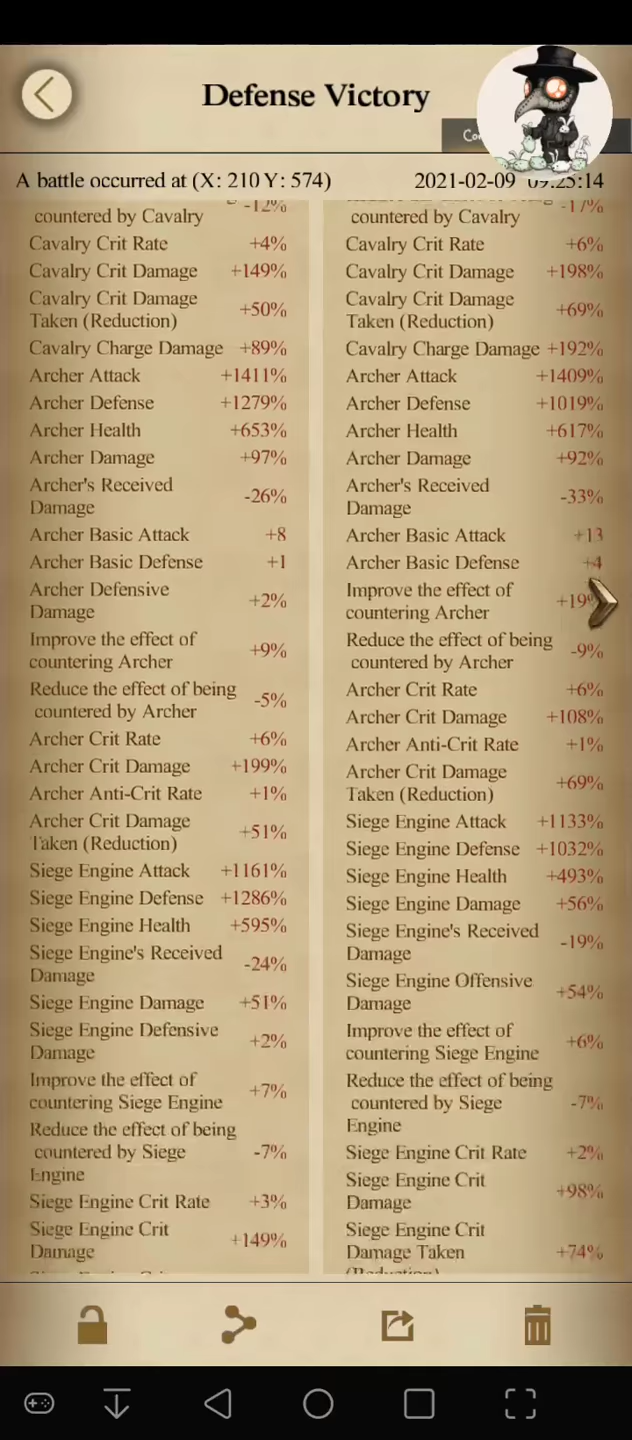 Defense Victory
A battle occurred at (X: 210 Y: 574)
2021-02-09 09:25:14
-12%
countered by Cavalry
Cavalry Crit Rate +4%
Cavalry Crit Damage +149%
Cavalry Crit Damage
Taken (Reduction) +50%
Cavalry Charge Damage +89%
Archer Attack +1411%
Archer Defense +1279%
Archer Health +653%
Archer Damage +97%
Archer's Received
Damage -26%
Archer Basic Attack +8
Archer Basic Defense +1
Archer Defensive
Damage +2%
Improve the effect of
countering Archer +9%
Reduce the effect of being
countered by Archer -5%
Archer Crit Rate +6%
Archer Crit Damage +199%
Archer Anti-Crit Rate +1%
Archer Crit Damage
Taken (Reduction) +51%
Siege Engine Attack +1161%
Siege Engine Defense +1286%
Siege Engine Health +595%
Siege Engine's Received
Damage -24%
Siege Engine Damage +51%
Siege Engine Defensive
Damage +2%
Improve the effect of
countering Siege Engine +7%
Reduce the effect of being
countered by Siege
Engine -7%
Siege Engine Crit Rate +3%
Siege Engine Crit
Damage +149%
-17%
countered by Cavalry
Cavalry Crit Rate +6%
Cavalry Crit Damage +198%
Cavalry Crit Damage
Taken (Reduction) +69%
Cavalry Charge Damage +192%
Archer Attack +1409%
Archer Defense +1019%
Archer Health +617%
Archer Damage +92%
Archer's Received
Damage -33%
Archer Basic Attack +13
Archer Basic Defense +4
Improve the effect of
countering Archer +19%
Reduce the effect of being
countered by Archer -9%
Archer Crit Rate +6%
Archer Crit Damage +108%
Archer Anti-Crit Rate +1%
Archer Crit Damage
Taken (Reduction) +69%
Siege Engine Attack +1133%
Siege Engine Defense +1032%
Siege Engine Health +493%
Siege Engine Damage +56%
Siege Engine's Received
Damage -19%
Siege Engine Offensive
Damage +54%
Improve the effect of
countering Siege Engine +6%
Reduce the effect of being
countered by Siege
Engine -7%
Siege Engine Crit Rate +2%
Siege Engine Crit
Damage +98%
Siege Engine Crit
Damage Taken +74%
(Reduction)